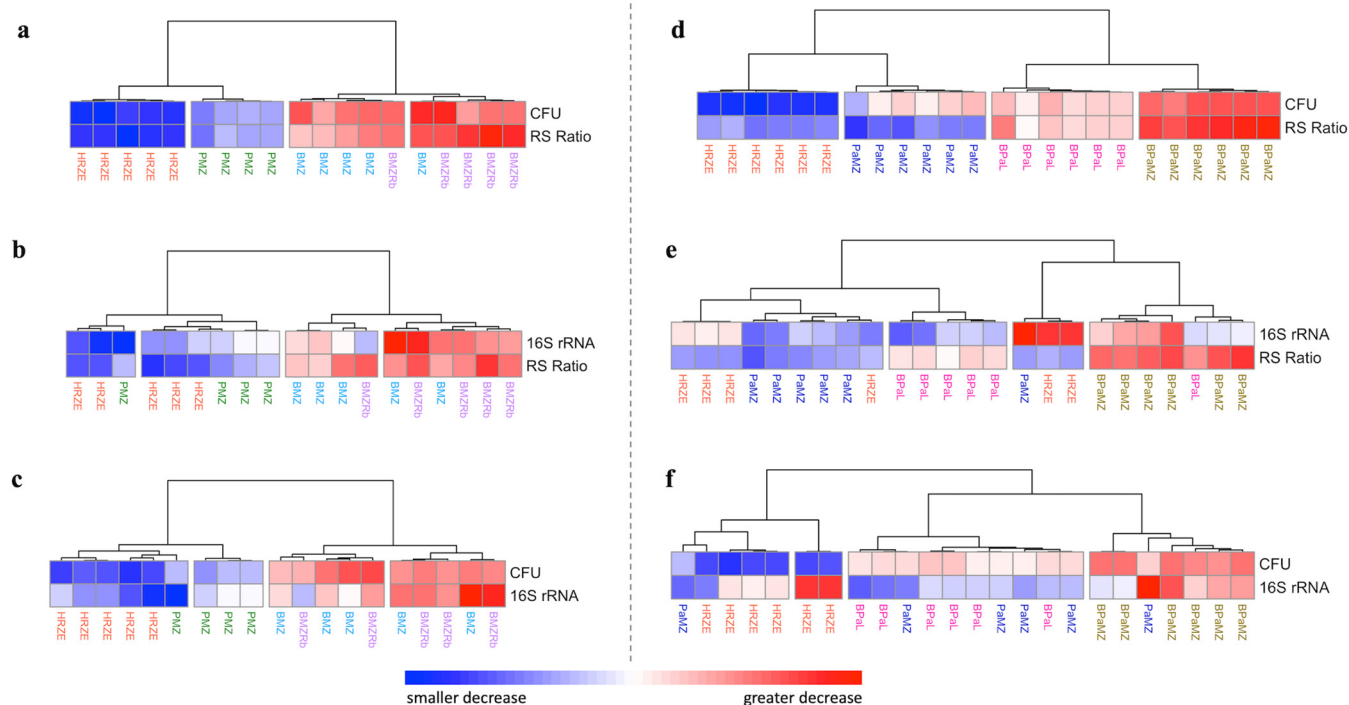 a
CFU
RS Ratio
HRZE HRZE HRZE HRZE HRZE PMZ PMZ PMZ PMZ BMZ BMZ BMZ BMZ BMZRb BMZ BMZ BMZRb BMZRb BMZRb
b
16S rRNA
RS Ratio
HRZE HRZE PMZ HRZE HRZE HRZE PMZ PMZ PMZ BMZ BMZ BMZ BMZRb BMZ BMZRb BMZ BMZRb BMZRb BMZRb
c
CFU
16S rRNA
HRZE HRZE HRZE HRZE HRZE PMZ PMZ PMZ PMZ BMZ BMZRb BMZ BMZ BMZRb BMZ BMZRb BMZRb BMZ BMZRb
d
CFU
RS Ratio
HRZE HRZE HRZE HRZE HRZE HRZE PaMZ PaMZ PaMZ PaMZ PaMZ PaMZ BPaL BPaL BPaL BPaL BPaL BPaL BPaMZ BPaMZ BPaMZ BPaMZ BPaMZ BPaMZ
e
16S rRNA
RS Ratio
HRZE HRZE HRZE PaMZ PaMZ PaMZ PaMZ PaMZ HRZE BPaL BPaL BPaL BPaL BPaL PaMZ HRZE HRZE BPaMZ BPaMZ BPaMZ BPaMZ BPaL BPaMZ BPaMZ
f
CFU
16S rRNA
PaMZ HRZE HRZE HRZE HRZE HRZE HRZE BPaL BPaL PaMZ BPaL BPaL BPaL PaMZ PaMZ BPaL PaMZ BPaMZ BPaMZ PaMZ BPaMZ BPaMZ BPaMZ BPaMZ
smaller decrease
greater decrease